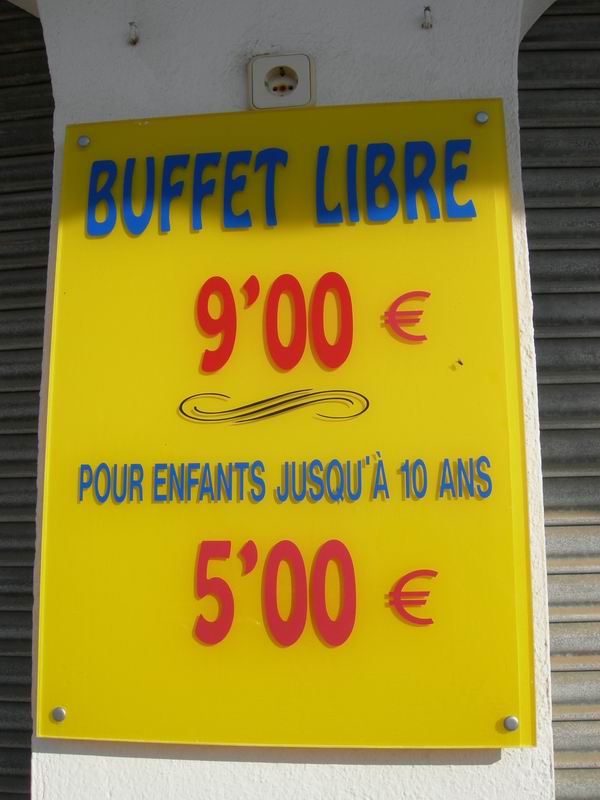 BUFFET LIBRE
9'00 €
POUR ENFANTS JUSQU'À 10 ANS
5'00 €